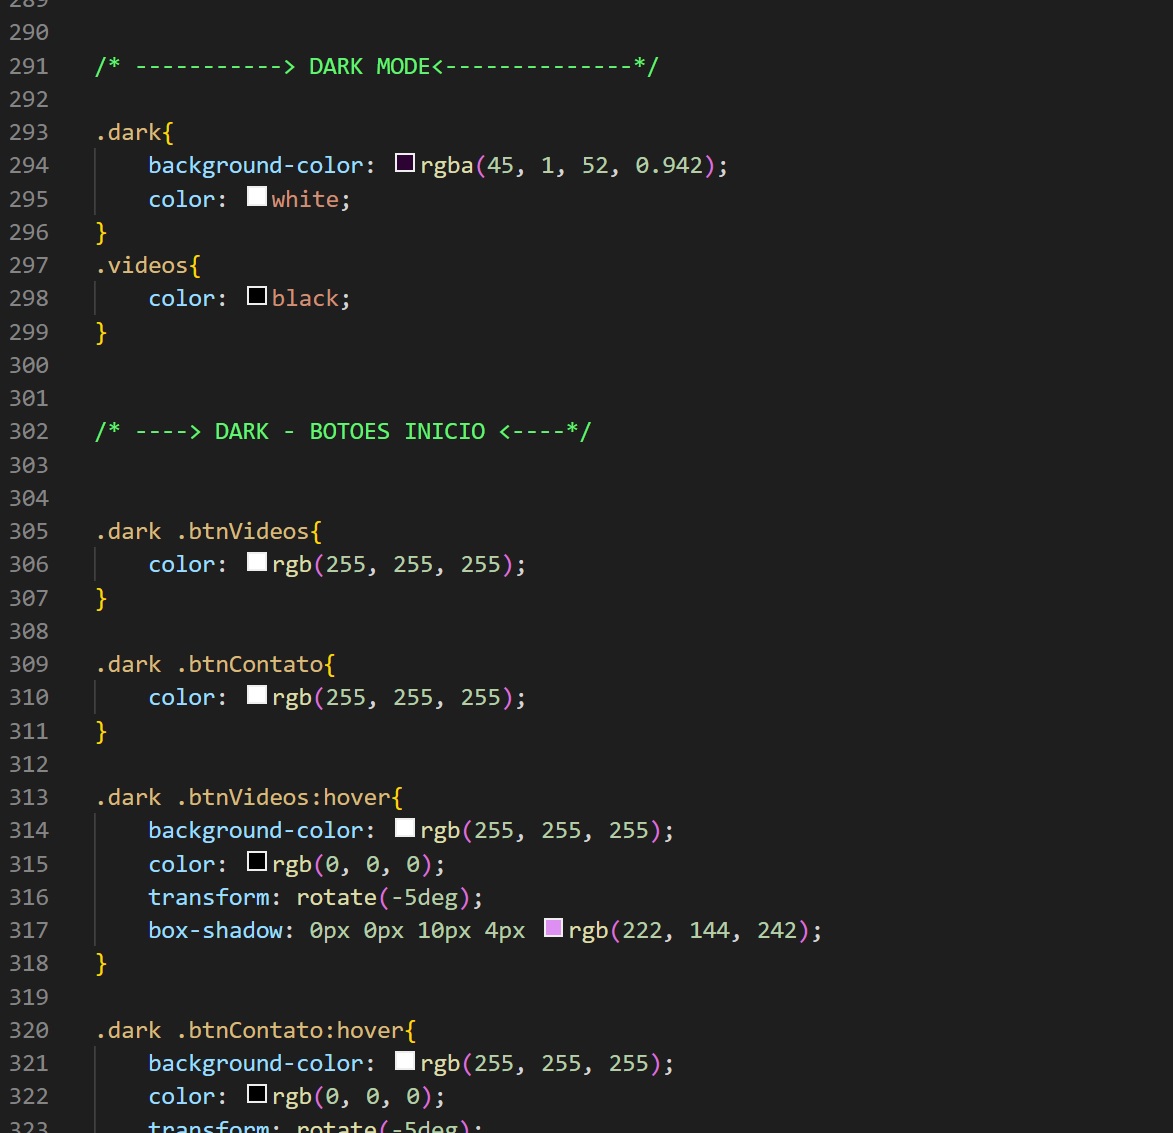 289
290
291 /* -----------> DARK MODE<--------------*/
292
293 .dark{
294     background-color: rgba(45, 1, 52, 0.942);
295     color: white;
296 }
297 .videos{
298     color: black;
299 }
300
301
302 /* ----> DARK - BOTOES INICIO <----*/
303
304
305 .dark .btnVideos{
306     color: rgb(255, 255, 255);
307 }
308
309 .dark .btnContato{
310     color: rgb(255, 255, 255);
311 }
312
313 .dark .btnVideos:hover{
314     background-color: rgb(255, 255, 255);
315     color: rgb(0, 0, 0);
316     transform: rotate(-5deg);
317     box-shadow: 0px 0px 10px 4px rgb(222, 144, 242);
318 }
319
320 .dark .btnContato:hover{
321     background-color: rgb(255, 255, 255);
322     color: rgb(0, 0, 0);
323     transform: rotate(-5deg);